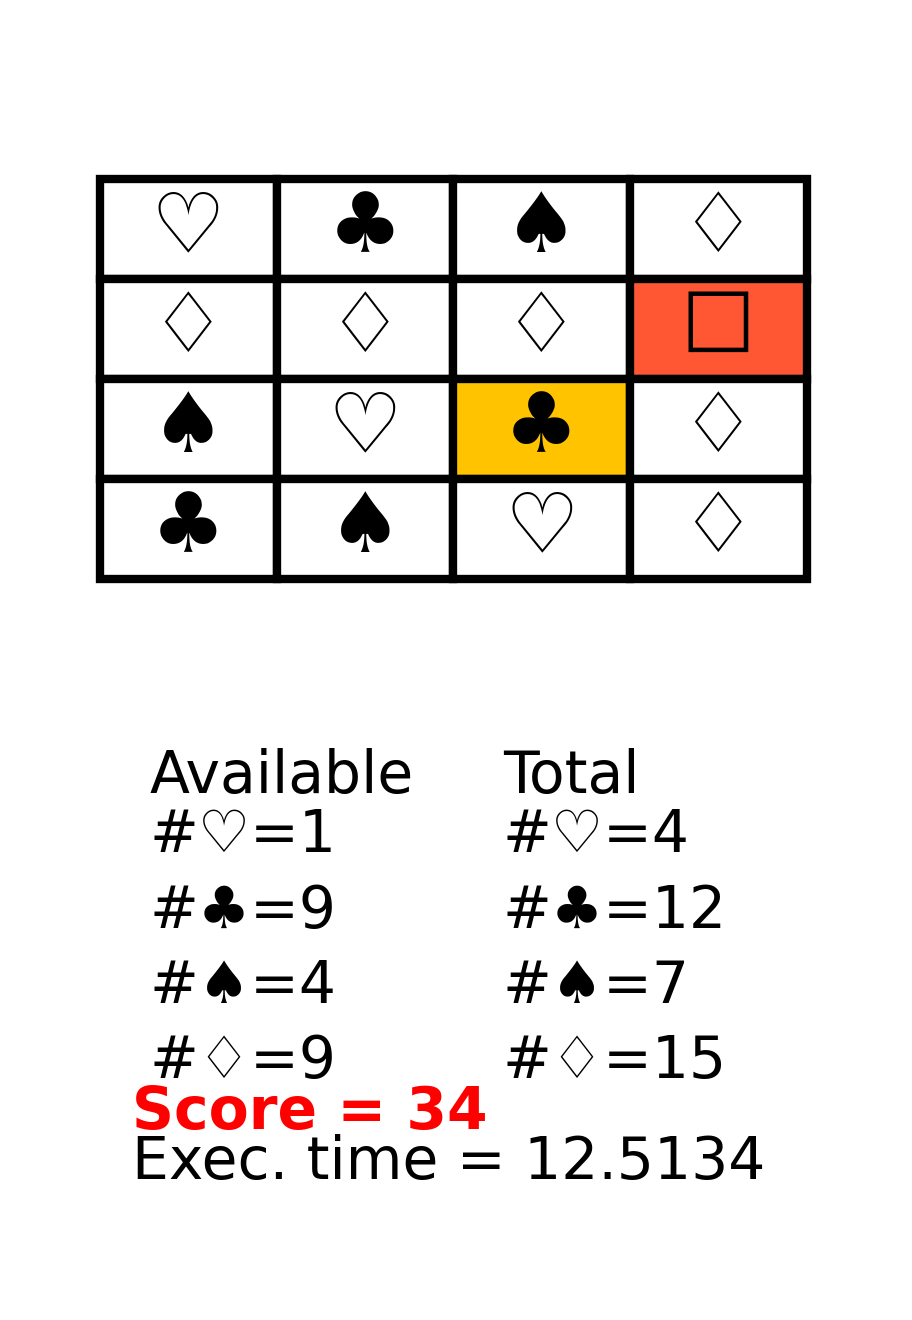 ♡ ♣ ♠ ♢
♢ ♢ ♢ □
♠ ♡ ♣ ♢
♣ ♠ ♡ ♢
Available Total
#♡=1 #♡=4
#♣=9 #♣=12
#♠=4 #♠=7
#♢=9 #♢=15
Score = 34
Exec. time = 12.5134